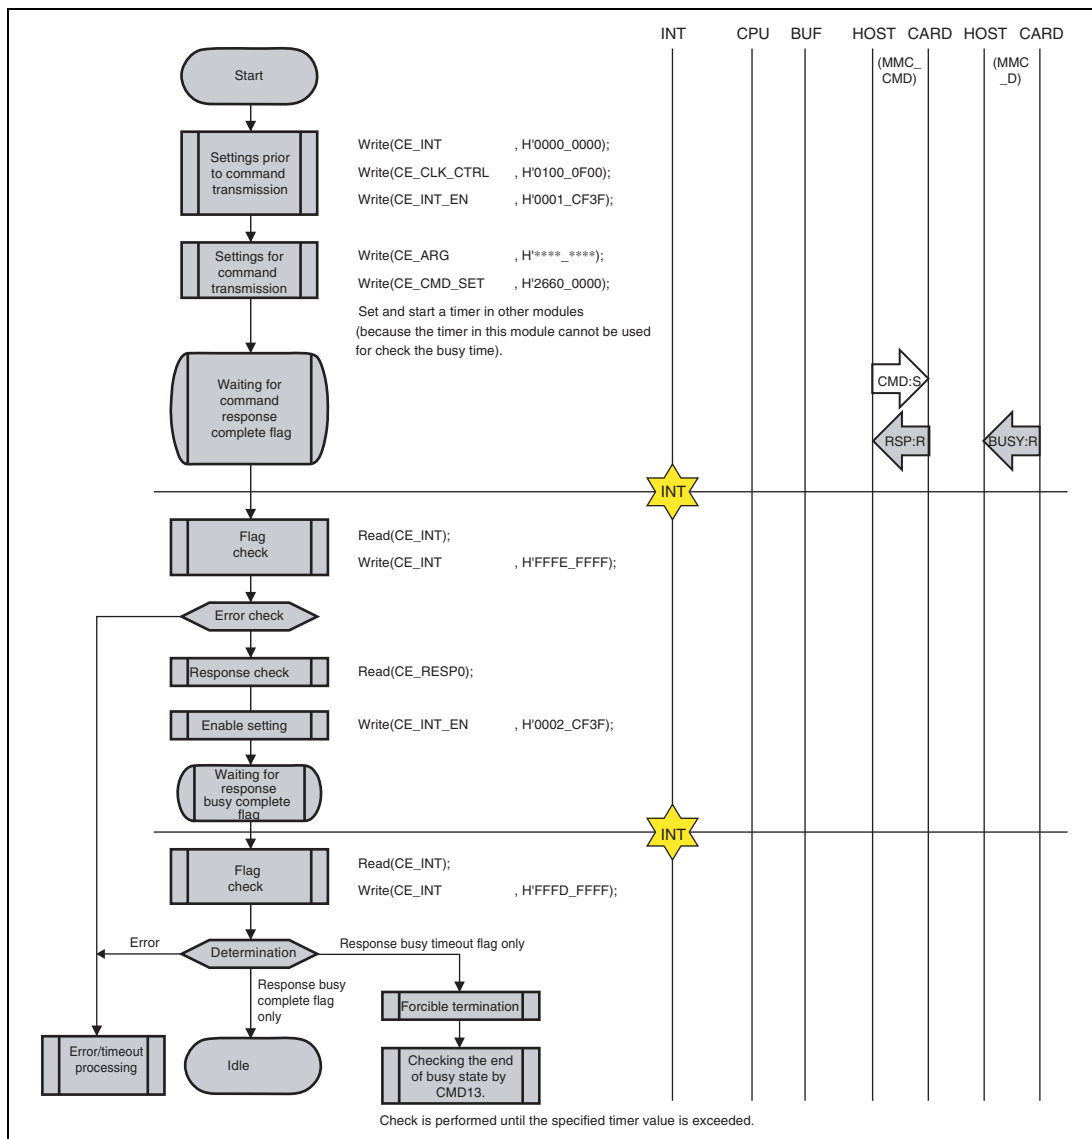 INT CPU BUF HOST CARD HOST CARD
(MMC_
CMD)
(MMC
_D)
Start
Settings prior
to command
transmission
Write(CE_INT , H'0000_0000);
Write(CE_CLK_CTRL , H'0100_0F00);
Write(CE_INT_EN , H'0001_CF3F);
Settings for
command
transmission
Write(CE_ARG , H'****_****);
Write(CE_CMD_SET , H'2660_0000);
Set and start a timer in other modules
(because the timer in this module cannot be used
for check the busy time).
Waiting for
command
response
complete flag
CMD:S
RSP:R
BUSY:R
INT
Flag
check
Read(CE_INT);
Write(CE_INT , H'FFFE_FFFF);
Error check
Response check
Read(CE_RESP0);
Enable setting
Write(CE_INT_EN , H'0002_CF3F);
Waiting for
response
busy complete
flag
INT
Flag
check
Read(CE_INT);
Write(CE_INT , H'FFFD_FFFF);
Error
Determination
Response busy timeout flag only
Response busy
complete flag
only
Forcible termination
Error/timeout
processing
Idle
Checking the end
of busy state by
CMD13.
Check is performed until the specified timer value is exceeded.